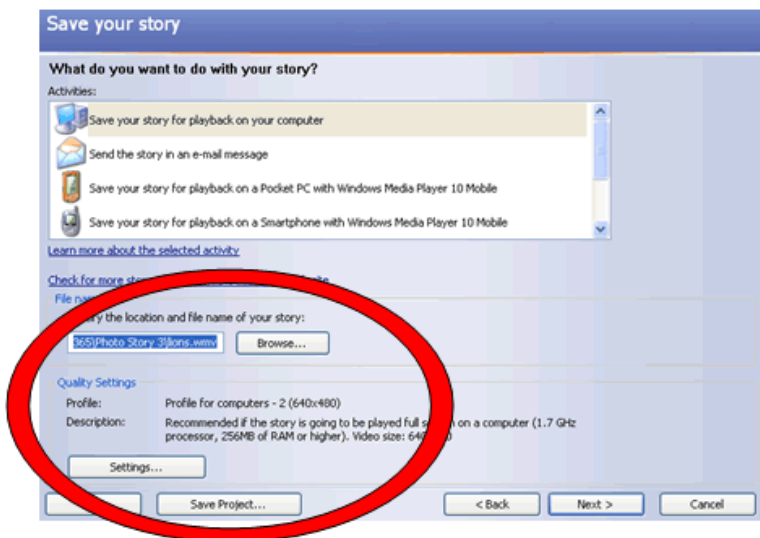 Save your story
What do you want to do with your story?
Activities:
Save your story for playback on your computer
Send the story in an e-mail message
Save your story for playback on a Pocket PC with Windows Media Player 10 Mobile
Save your story for playback on a Smartphone with Windows Media Player 10 Mobile
Learn more about the selected activity
Check for more
File
the location and file name of your story:
365\Photo Story 3\lions.wmv
Browse...
Quality Settings
Profile: Profile for computers - 2 (640x480)
Description: Recommended if the story is going to be played full on a computer (1.7 GHz
processor, 256MB of RAM or higher). Video size:
Settings...
Save Project...
< Back
Next >
Cancel